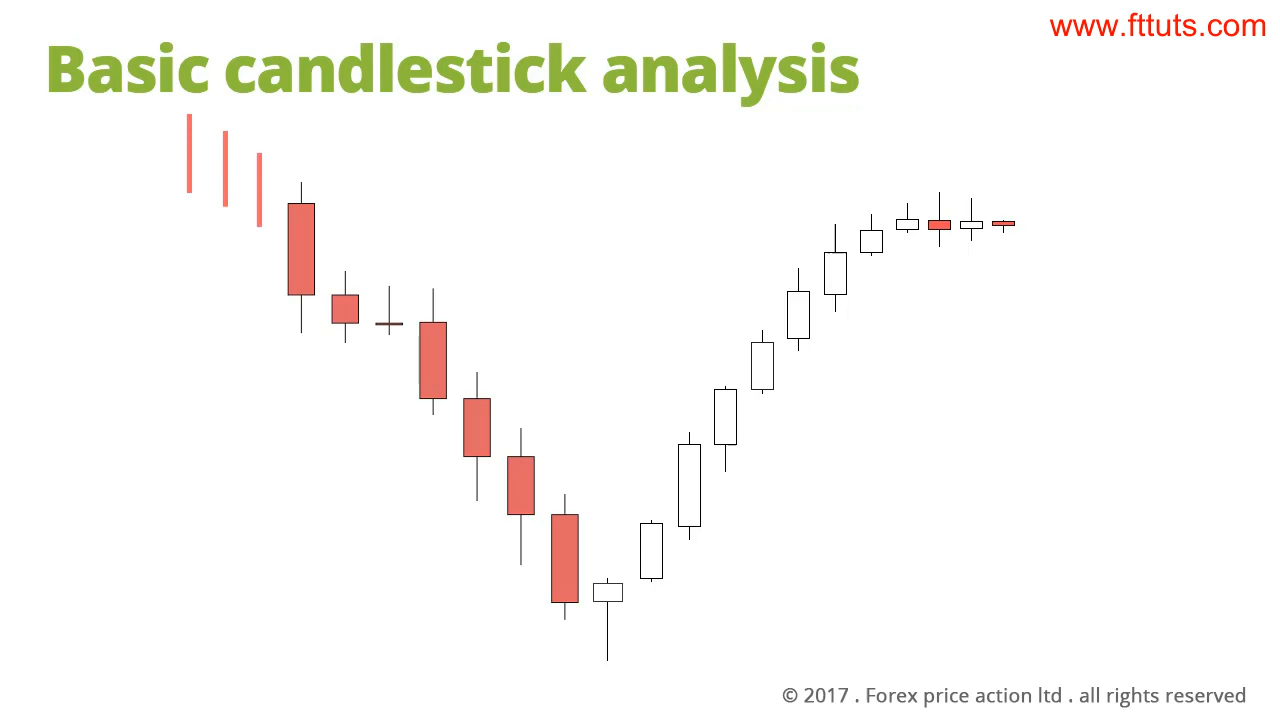 www.fttuts.com
Basic candlestick analysis
© 2017 . Forex price action ltd . all rights reserved